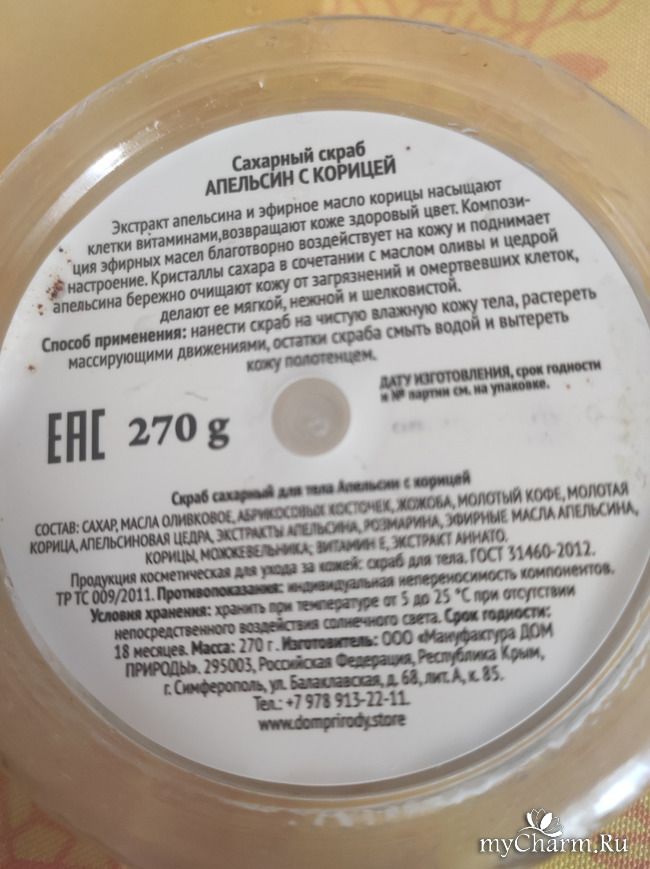 Сахарный скраб
АПЕЛЬСИН С КОРИЦЕЙ
Экстракт апельсина и эфирное масло корицы насыщают
клетки витаминами,возвращают коже здоровый цвет. Компози-
ция эфирных масел благотворно воздействует на кожу и поднимает
настроение. Кристаллы сахара в сочетании с маслом оливы и цедрой
апельсина бережно очищают кожу от загрязнений и омертвевших клеток,
делают ее мягкой, нежной и шелковистой.
Способ применения: нанести скраб на чистую влажную кожу тела, растереть
массирующими движениями, остатки скраба смыть водой и вытереть
кожу полотенцем.
ДАТУ ИЗГОТОВЛЕНИЯ, срок годности
и № партии см. на упаковке.
ЕАС 270 g
Скраб сахарный для тела Апельсин с корицей
СОСТАВ: САХАР, МАСЛА ОЛИВКОВОЕ, АБРИКОСОВЫХ КОСТОЧЕК, ЖОЖОБА, МОЛОТЫЙ КОФЕ, МОЛОТАЯ
КОРИЦА, АПЕЛЬСИНОВАЯ ЦЕДРА, ЭКСТРАКТЫ АПЕЛЬСИНА, РОЗМАРИНА, ЭФИРНЫЕ МАСЛА АПЕЛЬСИНА,
КОРИЦЫ, МОЖЖЕВЕЛЬНИКА; ВИТАМИН Е, ЭКСТРАКТ АННАТО.
Продукция косметическая для ухода за кожей: скраб для тела. ГОСТ 31460-2012.
ТР ТС 009/2011. Противопоказания: индивидуальная непереносимость компонентов.
Условия хранения: хранить при температуре от 5 до 25 °С при отсутствии
непосредственного воздействия солнечного света. Срок годности:
18 месяцев. Масса: 270 г. Изготовитель: ООО «Мануфактура ДОМ
ПРИРОДЫ». 295003, Российская Федерация, Республика Крым,
г. Симферополь, ул. Балаклавская, д. 68, лит. А, к. 85.
Тел.: +7 978 913-22-11.
www.domprirody.store
myCharm.Ru